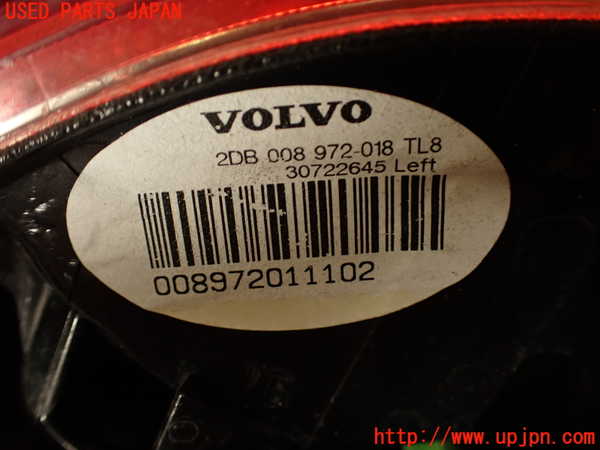 USED PARTS JAPAN
VOLVO
2DB 008 972-018 TL8
30722645 Left
008972011102
http://www.upjpn.com/